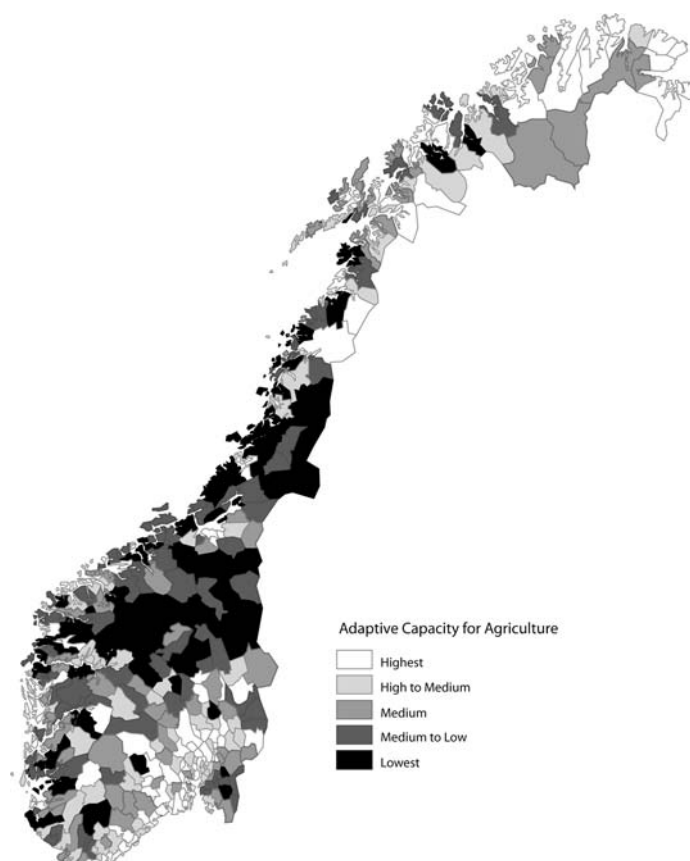 Adaptive Capacity for Agriculture
Highest
High to Medium
Medium
Medium to Low
Lowest